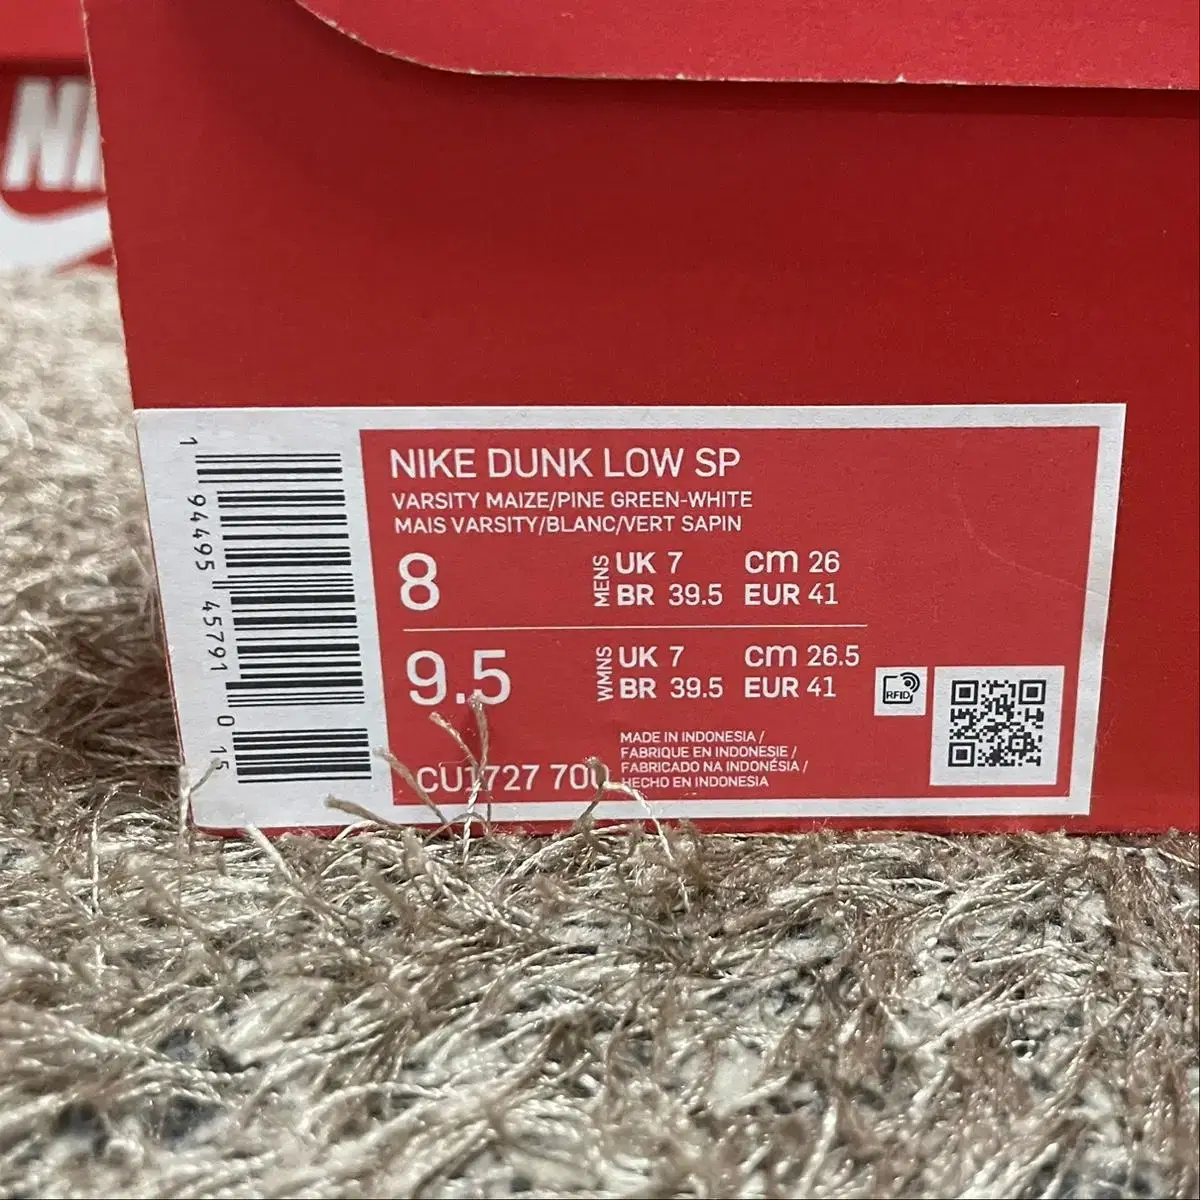 NIKE DUNK LOW SP
VARSITY MAIZE/PINE GREEN-WHITE
MAIS VARSITY/BLANC/VERT SAPIN
8 MENS UK 7 cm 26
BR 39.5 EUR 41
9.5 WMNS UK 7 cm 26.5
BR 39.5 EUR 41
RFID
MADE IN INDONESIA /
FABRIQUE EN INDONESIE /
FABRICADO NA INDONÉSIA /
HECHO EN INDONESIA
CU1727 700
1 94495 45791 0 15